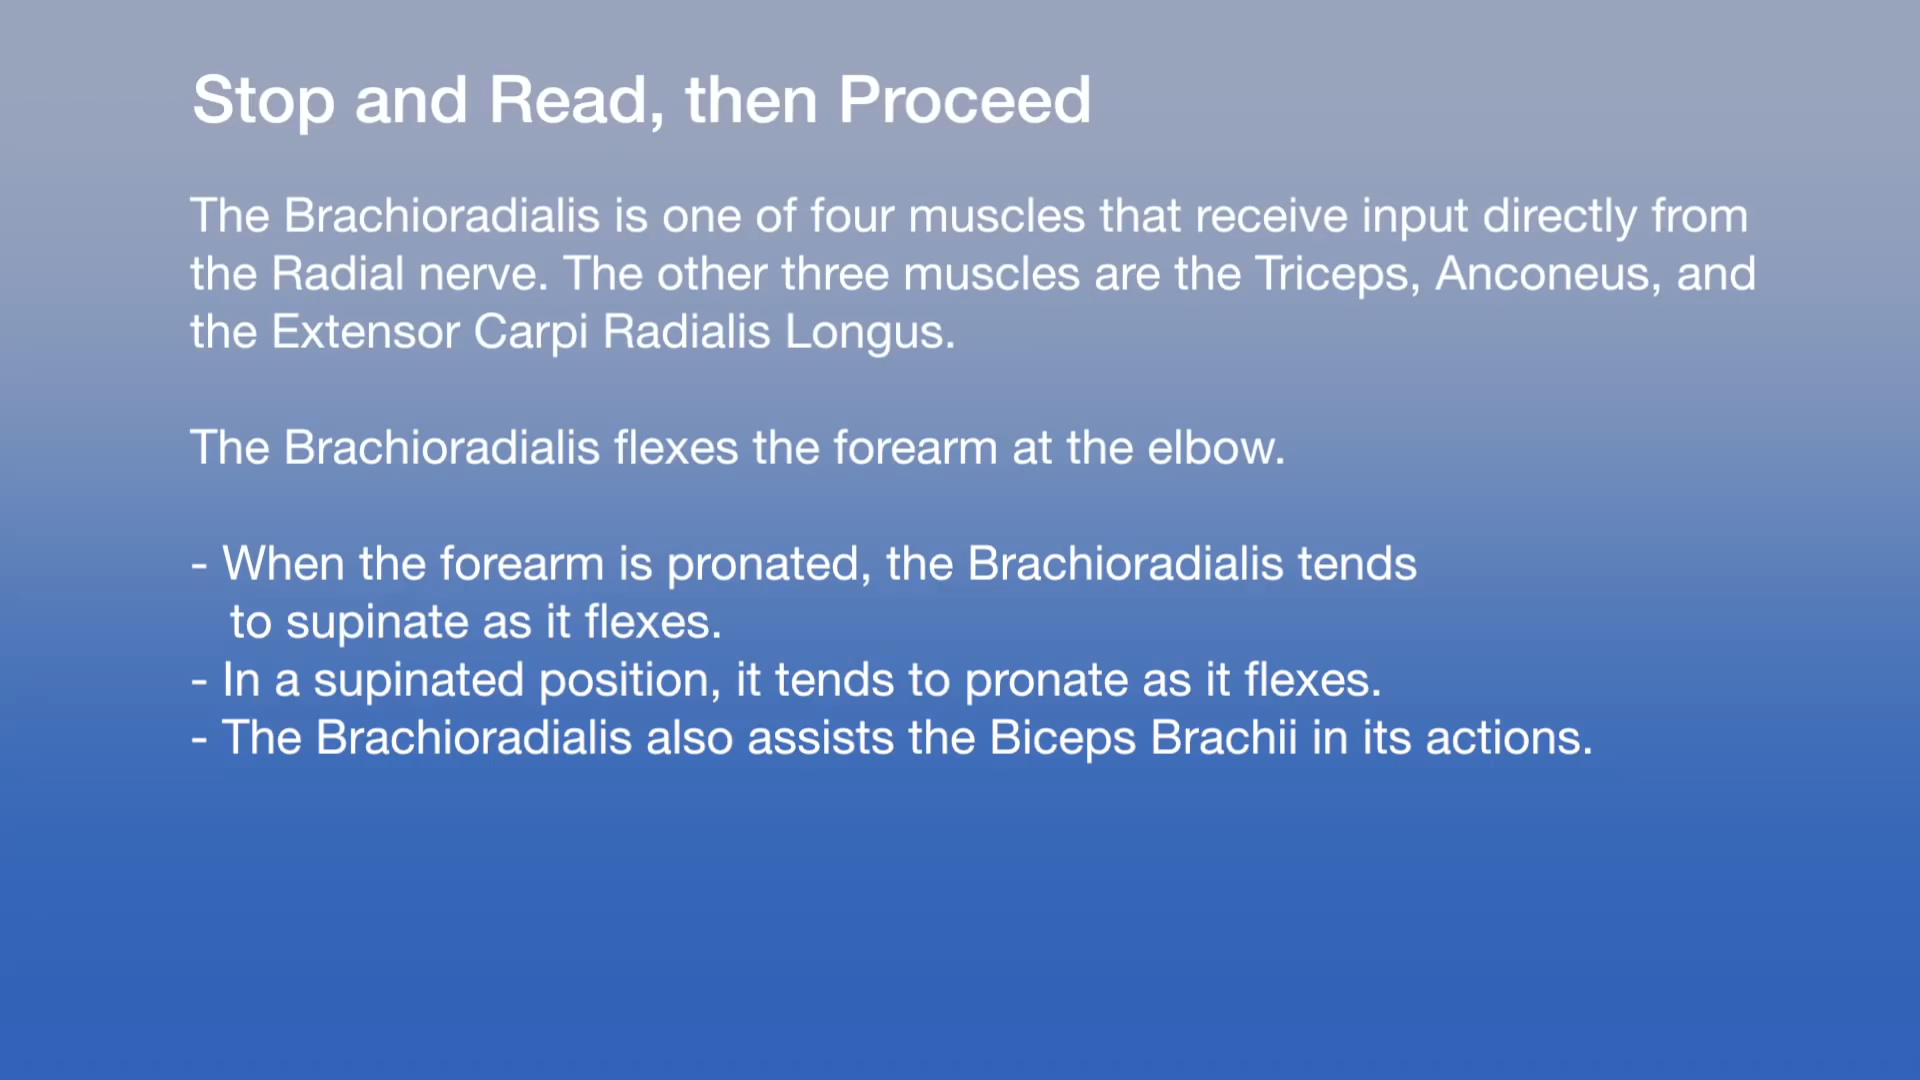 Stop and Read, then Proceed
The Brachioradialis is one of four muscles that receive input directly from
the Radial nerve. The other three muscles are the Triceps, Anconeus, and
the Extensor Carpi Radialis Longus.
The Brachioradialis flexes the forearm at the elbow.
- When the forearm is pronated, the Brachioradialis tends
to supinate as it flexes.
- In a supinated position, it tends to pronate as it flexes.
- The Brachioradialis also assists the Biceps Brachii in its actions.